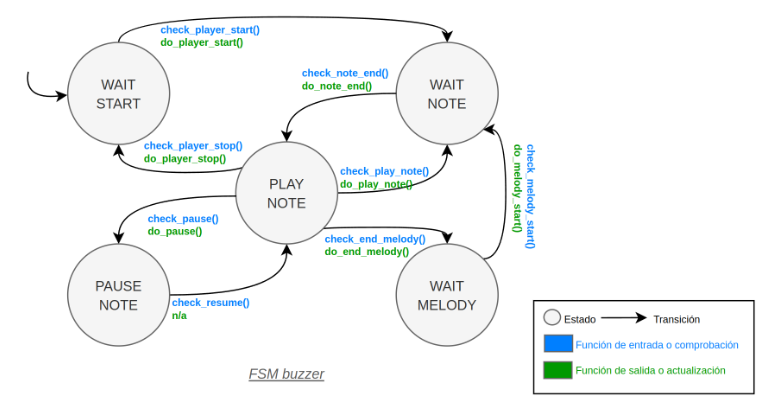 check_player_start()
do_player_start()
WAIT
START
check_note_end()
do_note_end()
WAIT
NOTE
check_player_stop()
do_player_stop()
check_play_note()
do_play_note()
check_melody_start()
do_melody_start()
PLAY
NOTE
check_pause()
do_pause()
check_end_melody()
do_end_melody()
PAUSE
NOTE
check_resume()
n/a
WAIT
MELODY
Estado
Transición
Función de entrada o comprobación
Función de salida o actualización
FSM buzzer